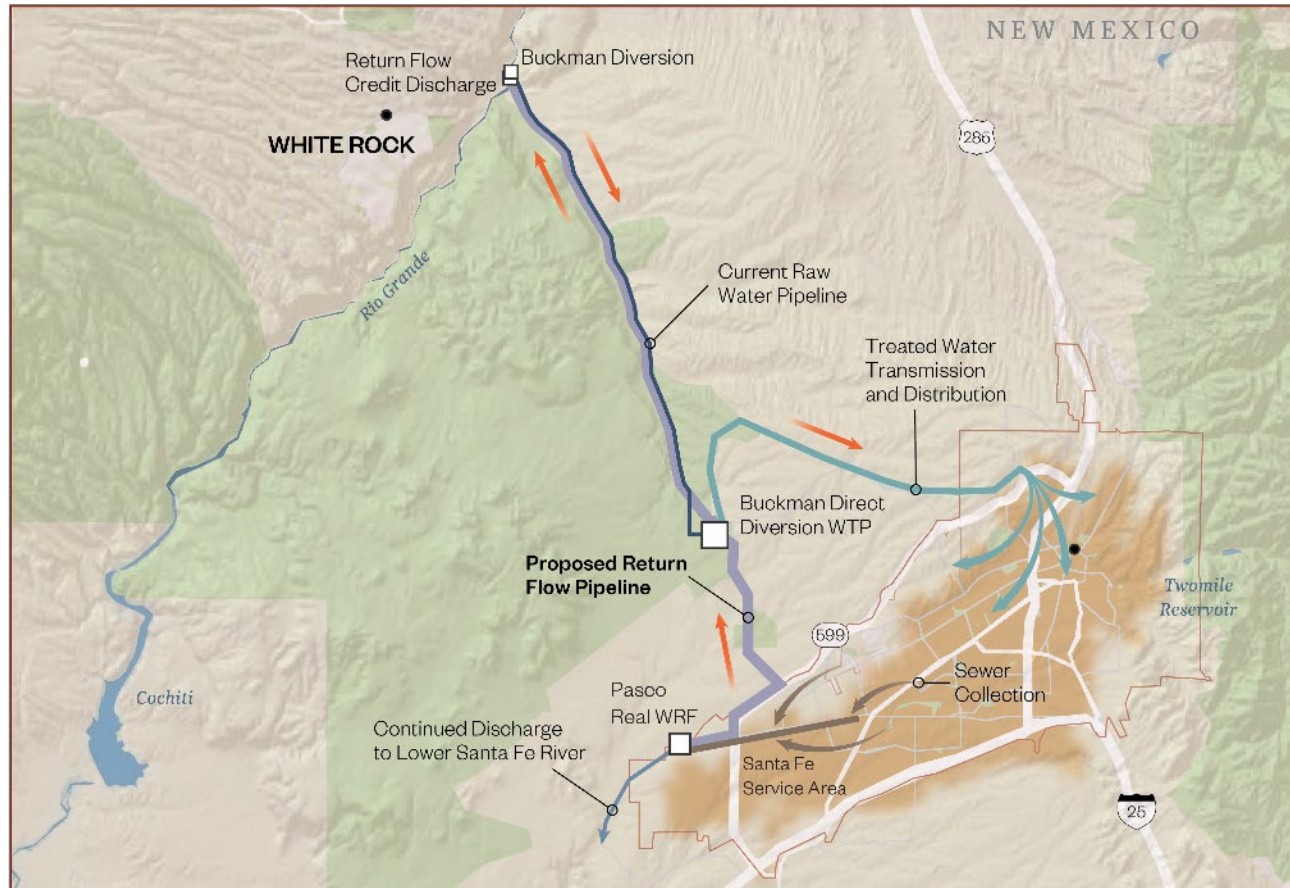 NEW MEXICO
Return Flow
Credit Discharge
Buckman Diversion
WHITE ROCK
285
Rio Grande
Current Raw
Water Pipeline
Treated Water
Transmission
and Distribution
Buckman Direct
Diversion WTP
Proposed Return
Flow Pipeline
Twomile
Reservoir
599
Cochiti
Pasco
Real WRF
Sewer
Collection
Continued Discharge
to Lower Santa Fe River
Santa Fe
Service Area
25